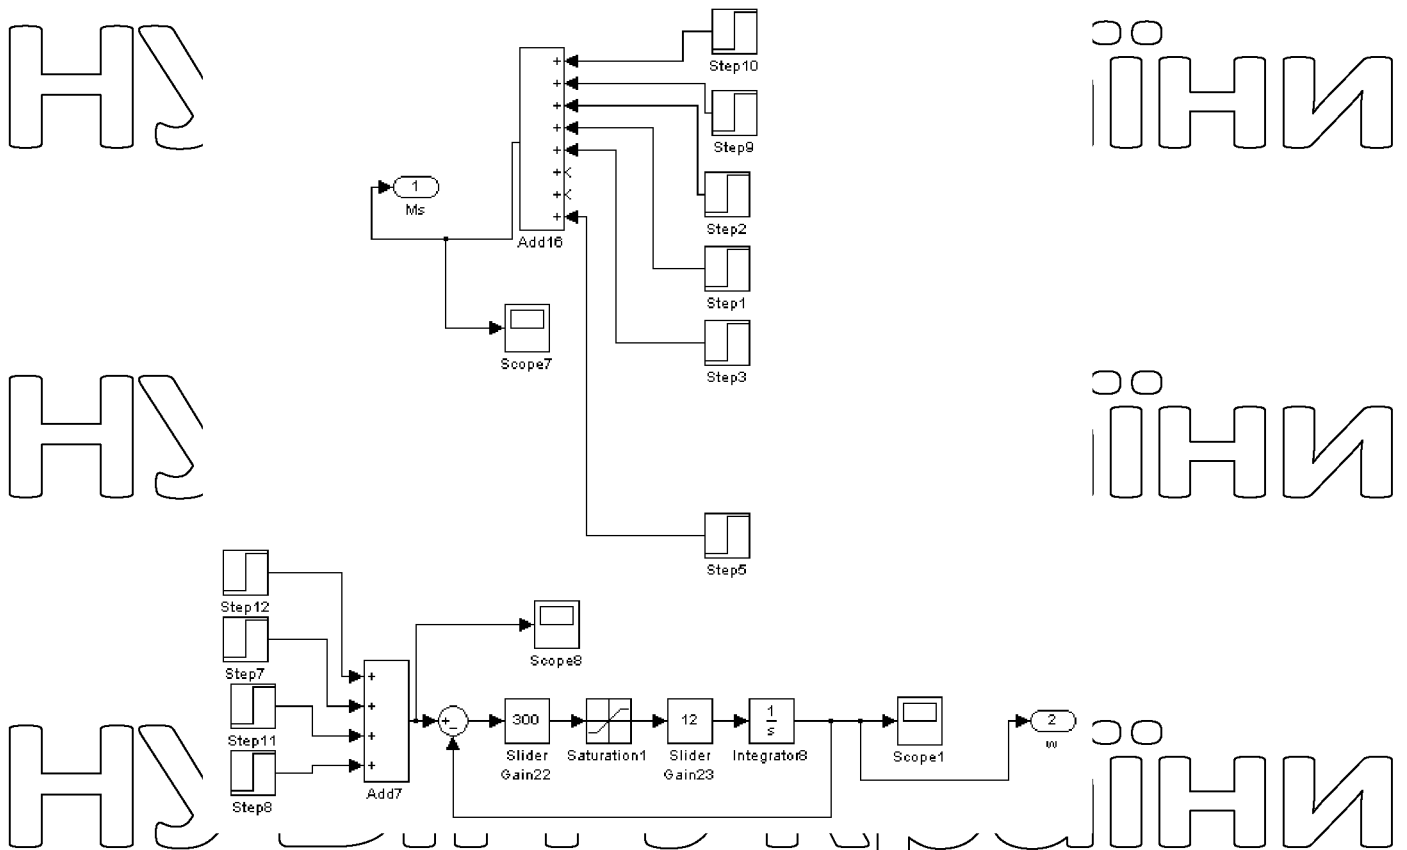 Step10
+
+
+
+
+
+
+
+
Step9
Step2
1
Ms
Add16
Step1
Scope7
Step3
Step5
Step12
Scope8
Step7
+
+
+
+
Step11
Step8
Add7
+
−
300
Slider
Gain22
Saturation1
12
Slider
Gain23
1
s
Integrator8
Scope1
2
w